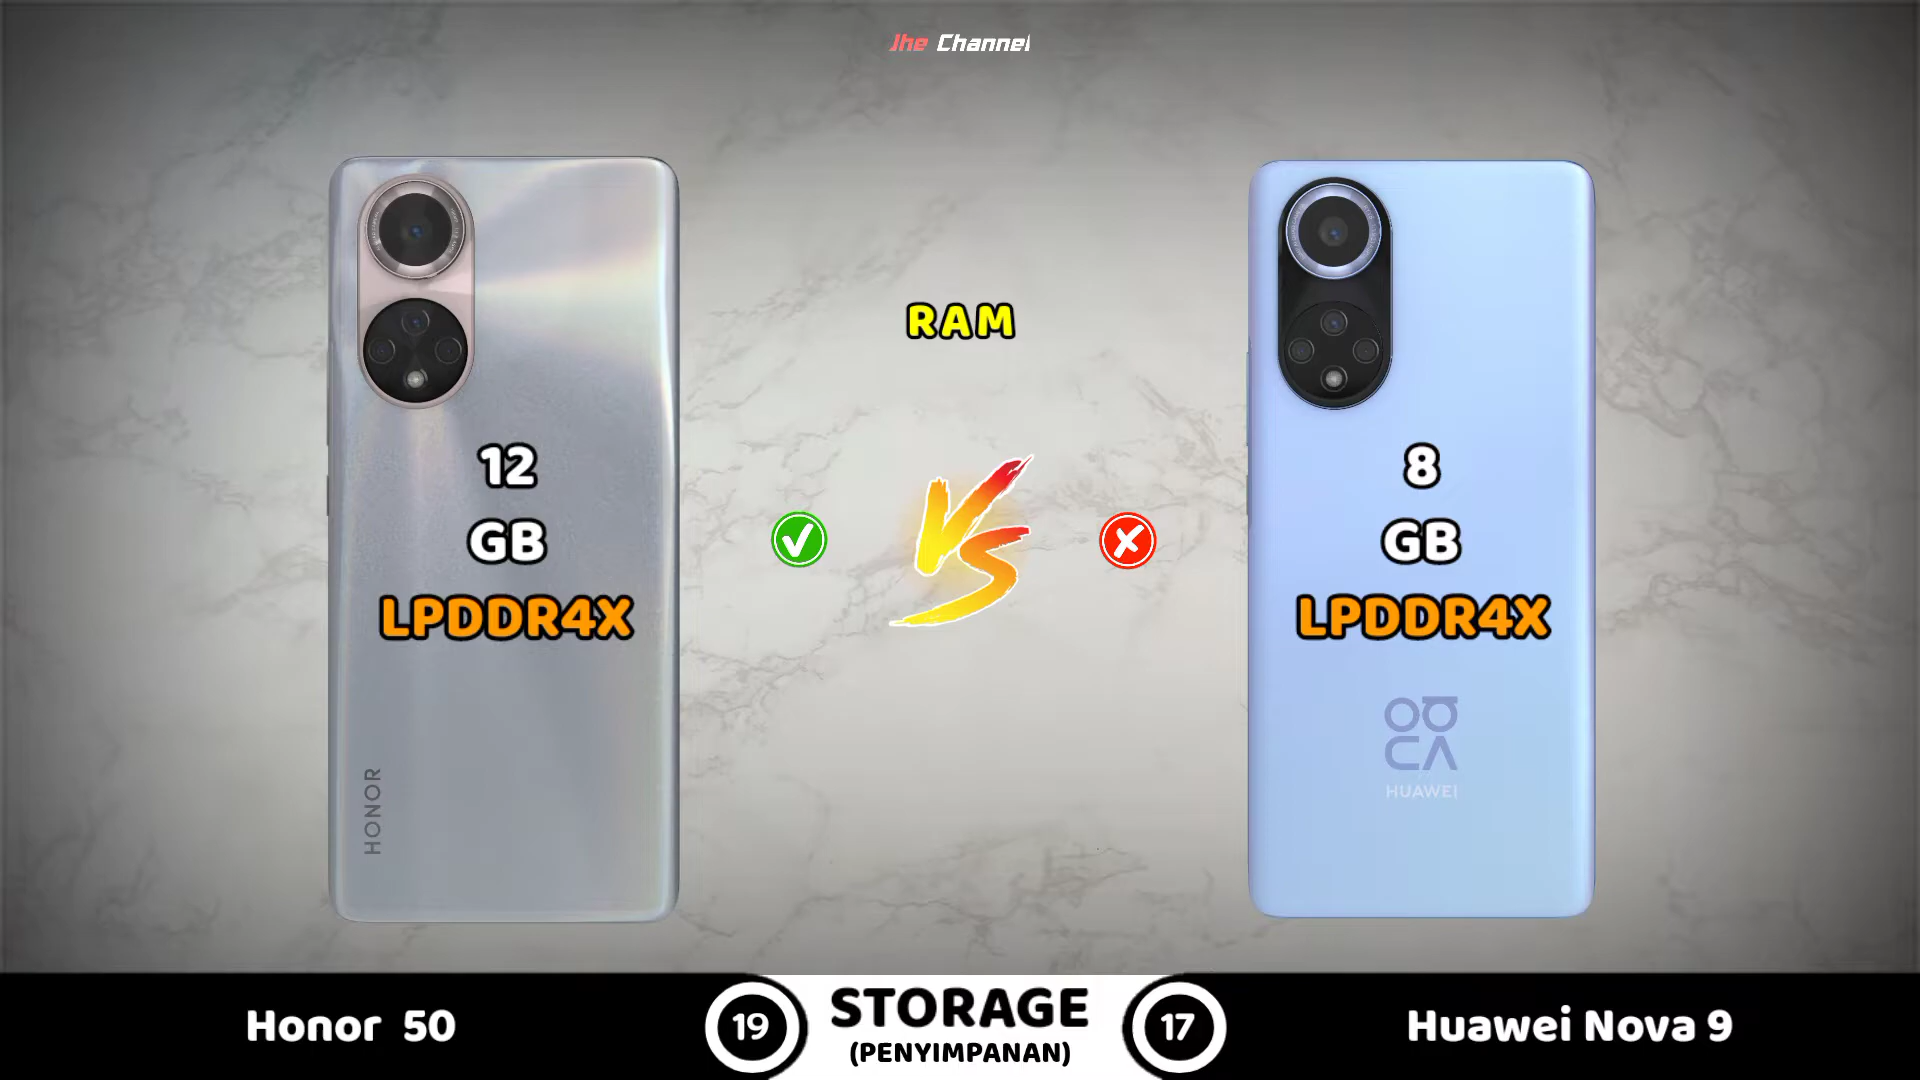 Jhe Channel
RAM
12
GB
LPDDR4X
VS
8
GB
LPDDR4X
HONOR
HUAWEI
Honor 50
19
STORAGE
(PENYIMPANAN)
17
Huawei Nova 9